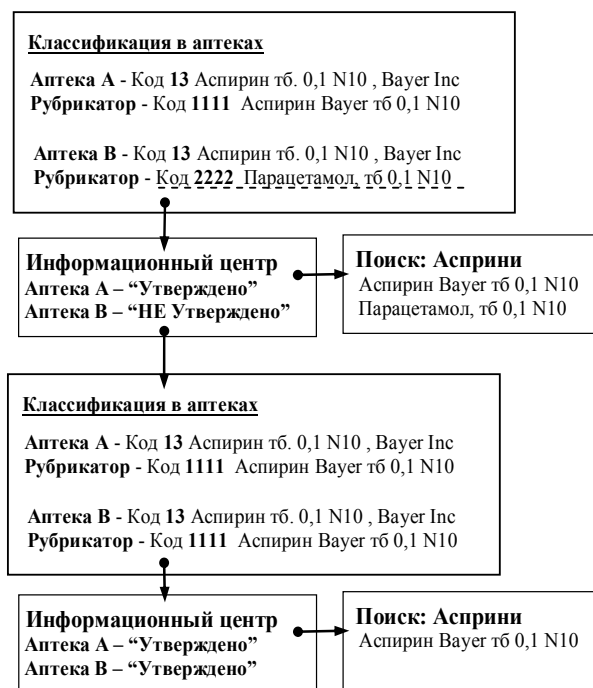 Классификация в аптеках
Аптека А - Код 13 Аспирин тб. 0,1 N10 , Bayer Inc
Рубрикатор - Код 1111 Аспирин Bayer тб 0,1 N10
Аптека В - Код 13 Аспирин тб. 0,1 N10 , Bayer Inc
Рубрикатор - Код 2222 Парацетамол, тб 0,1 N10
Информационный центр
Аптека А – “Утверждено”
Аптека В – “НЕ Утверждено”
Поиск: Асприни
Аспирин Bayer тб 0,1 N10
Парацетамол, тб 0,1 N10
Классификация в аптеках
Аптека А - Код 13 Аспирин тб. 0,1 N10 , Bayer Inc
Рубрикатор - Код 1111 Аспирин Bayer тб 0,1 N10
Аптека В - Код 13 Аспирин тб. 0,1 N10 , Bayer Inc
Рубрикатор - Код 1111 Аспирин Bayer тб 0,1 N10
Информационный центр
Аптека А – “Утверждено”
Аптека В – “Утверждено”
Поиск: Асприни
Аспирин Bayer тб 0,1 N10